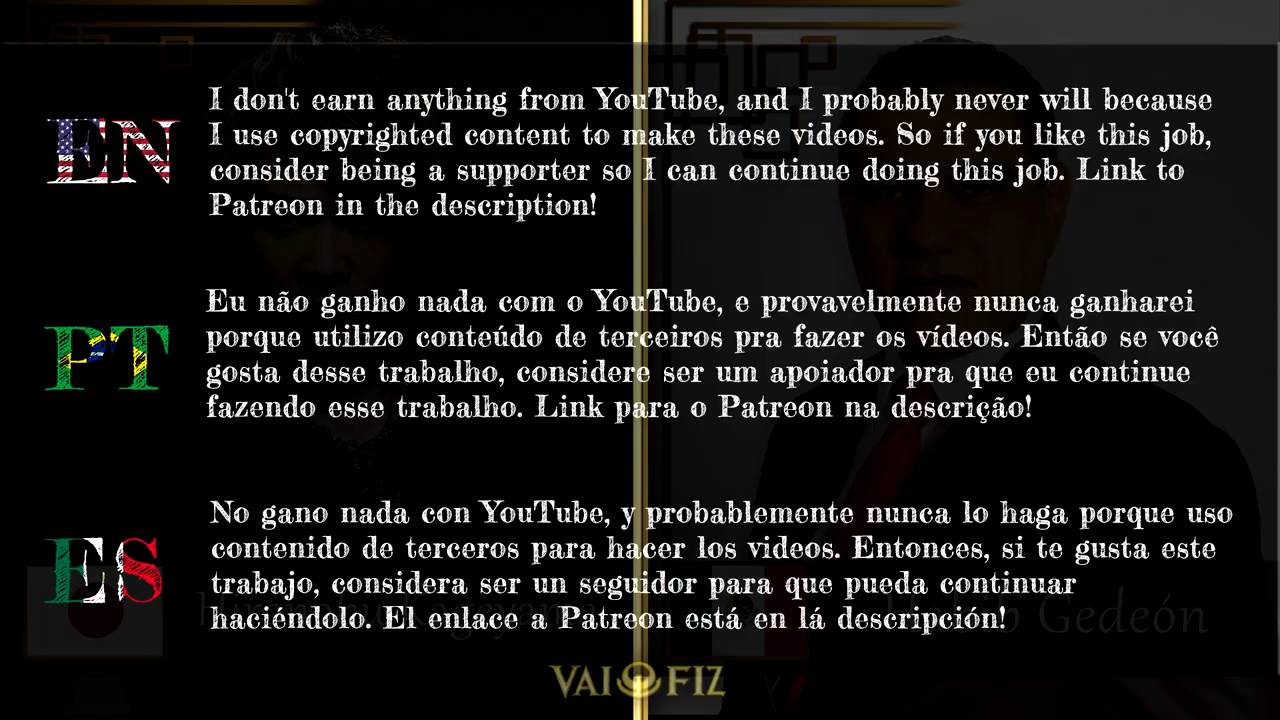 EN
I don't earn anything from YouTube, and I probably never will because
I use copyrighted content to make these videos. So if you like this job,
consider being a supporter so I can continue doing this job. Link to
Patreon in the description!
PT
Eu não ganho nada com o YouTube, e provavelmente nunca ganharei
porque utilizo conteúdo de terceiros pra fazer os vídeos. Então se você
gosta desse trabalho, considere ser um apoiador pra que eu continue
fazendo esse trabalho. Link para o Patreon na descrição!
ES
No gano nada con YouTube, y probablemente nunca lo haga porque uso
contenido de terceros para hacer los videos. Entonces, si te gusta este
trabajo, considera ser un seguidor para que pueda continuar
haciéndolo. El enlace a Patreon está en lá descripción!
Hironobu Kageyama
Habib Gedeón
VAI FIZ